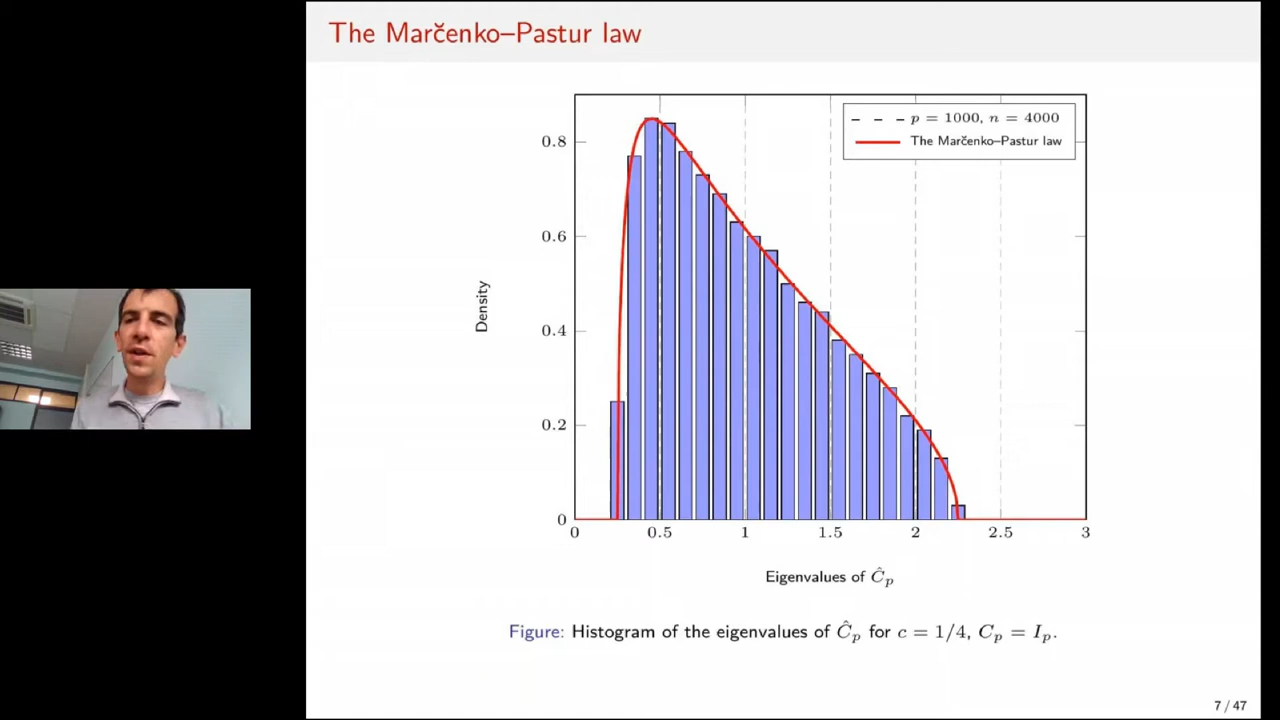 The Marčenko–Pastur law
p = 1000, n = 4000
The Marčenko–Pastur law
0.8
0.6
0.4
0.2
0
Density
0 0.5 1 1.5 2 2.5 3
Eigenvalues of Ĉₚ
Figure: Histogram of the eigenvalues of Ĉₚ for c = 1/4, Cₚ = Iₚ.
7 / 47